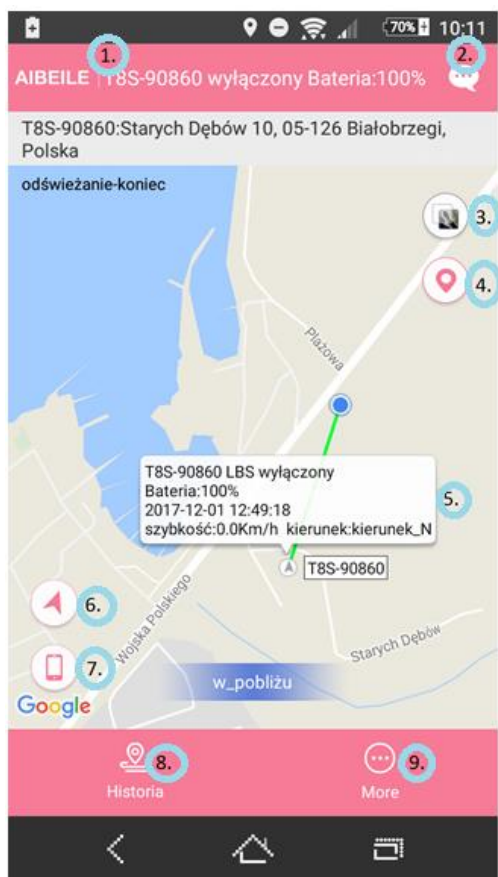 70% 10:11
1. 2.
AIBEILE T8S-90860 wyłączony Bateria:100%
T8S-90860:Starych Dębów 10, 05-126 Białobrzegi,
Polska
odświeżanie-koniec
3.
4.
Plażowa
T8S-90860 LBS wyłączony
Bateria:100%
2017-12-01 12:49:18
szybkość:0.0Km/h kierunek:kierunek_N
5.
T8S-90860
6.
Wojska Polskiego
Starych Dębów
7.
w_pobliżu
Google
8. 9.
Historia More